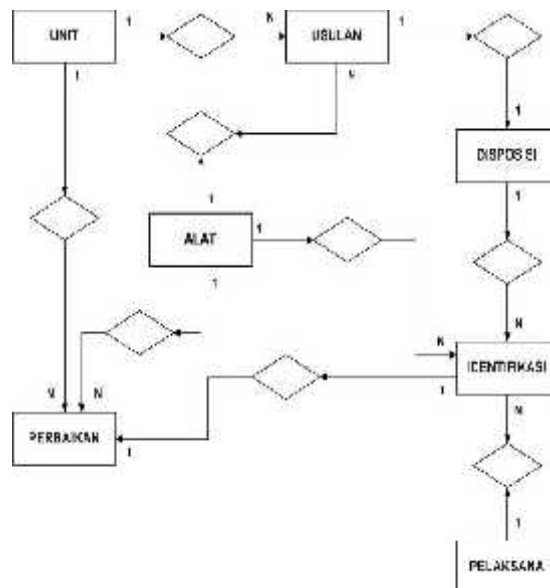 1
1
UNIT
N
USULAN
1
N
1
DISPOSISI
1
1
ALAT
1
1
N
N
IDENTIFIKASI
1
N
N
N
PERBAIKAN
1
1
PELAKSANA